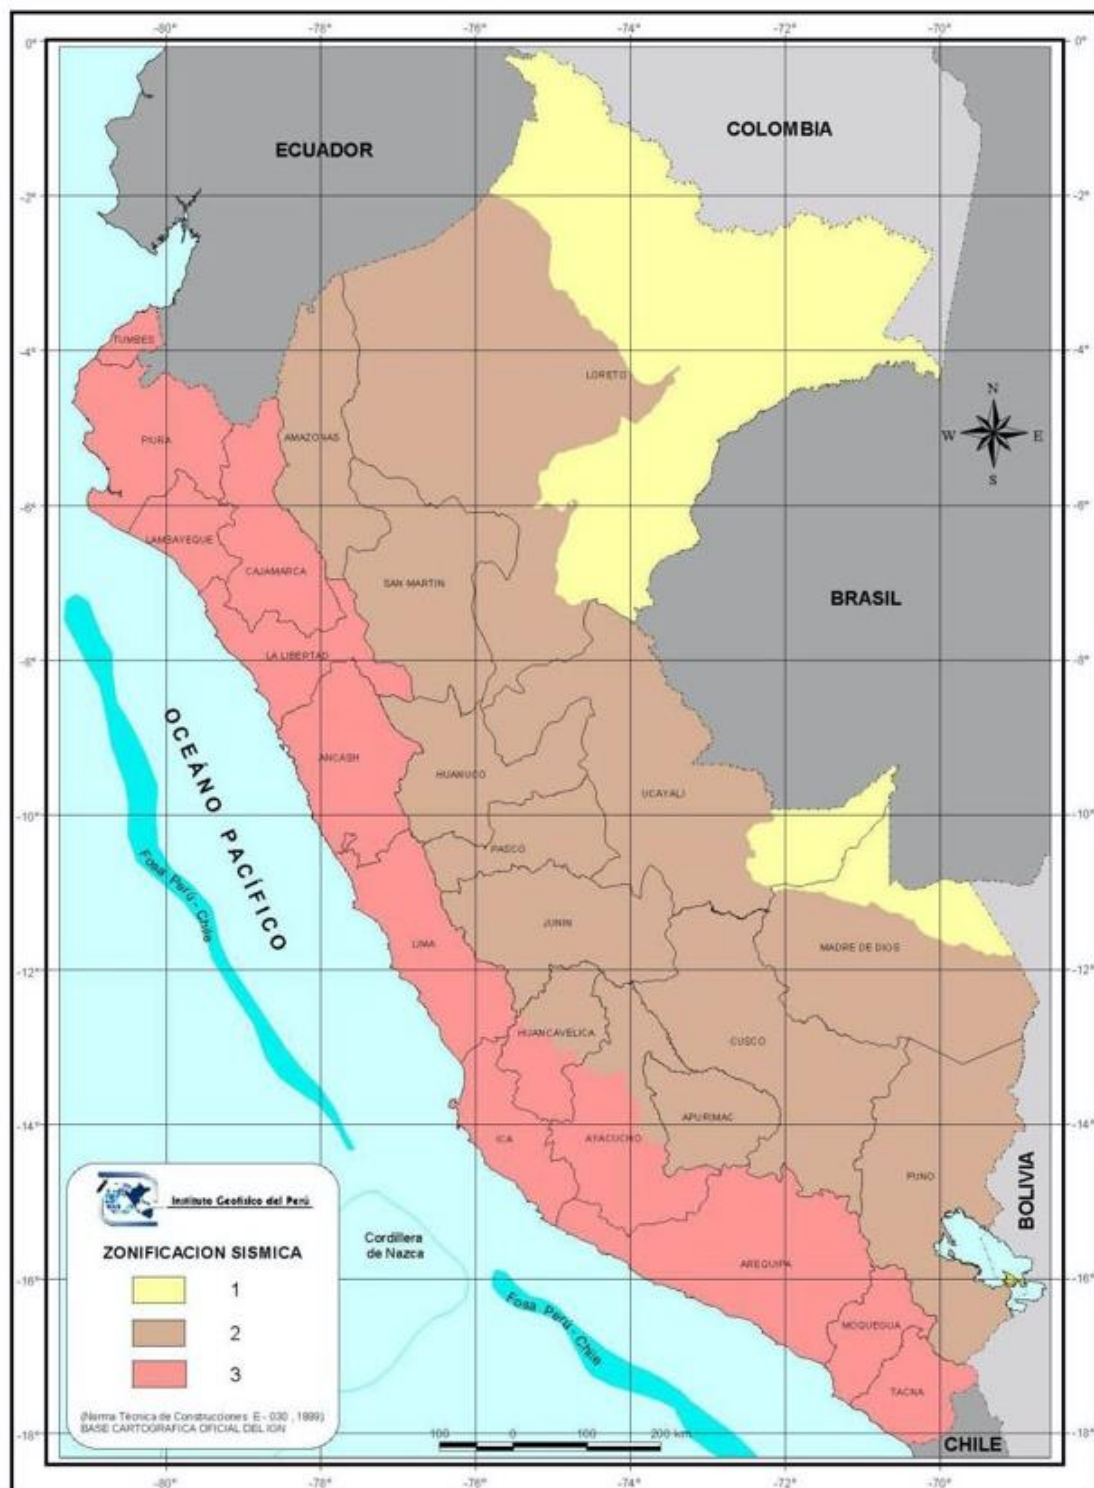 -80° -78° -76° -74° -72° -70°
0° 0°
COLOMBIA
ECUADOR
-2° -2°
TUMBES
-4° -4°
LORETO
N
W E
S
PIURA
AMAZONAS
-6° -6°
LAMBAYEQUE
CAJAMARCA
SAN MARTIN
BRASIL
LA LIBERTAD
-8° -8°
OCEÁNO PACÍFICO
ANCASH
HUANUCO
UCAYALI
-10° -10°
PASCO
Fosa Perú - Chile
JUNIN
LIMA
MADRE DE DIOS
-12° -12°
HUANCAVELICA
CUSCO
APURIMAC
-14° -14°
ICA
AYACUCHO
PUNO
BOLIVIA
Instituto Geofísico del Perú
Cordillera
de Nazca
ZONIFICACION SISMICA
AREQUIPA
1
-16° -16°
2
Fosa Perú - Chile
MOQUEGUA
3
TACNA
(Norma Técnica de Construcciones E - 030 , 1999)
BASE CARTOGRAFICA OFICIAL DEL IGN
100 0 100 200 km
-18° -18°
CHILE
-80° -78° -76° -74° -72° -70°